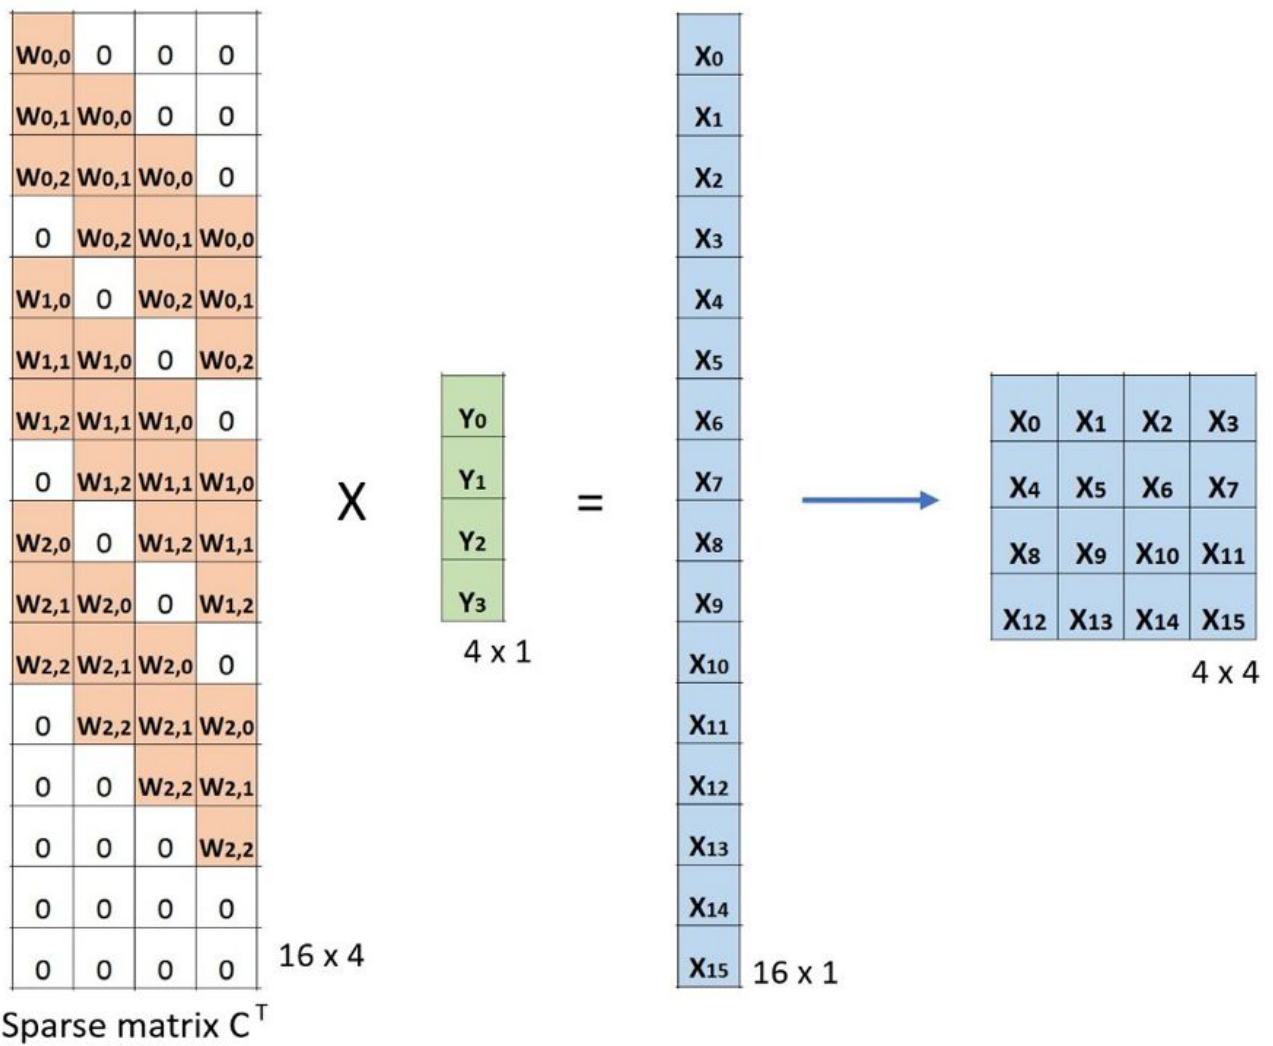 W0,0 0 0 0
W0,1 W0,0 0 0
W0,2 W0,1 W0,0 0
0 W0,2 W0,1 W0,0
W1,0 0 W0,2 W0,1
W1,1 W1,0 0 W0,2
W1,2 W1,1 W1,0 0
0 W1,2 W1,1 W1,0
W2,0 0 W1,2 W1,1
W2,1 W2,0 0 W1,2
W2,2 W2,1 W2,0 0
0 W2,2 W2,1 W2,0
0 0 W2,2 W2,1
0 0 0 W2,2
0 0 0 0
0 0 0 0
16 x 4
Sparse matrix C T
X
Y0
Y1
Y2
Y3
4 x 1
=
X0
X1
X2
X3
X4
X5
X6
X7
X8
X9
X10
X11
X12
X13
X14
X15
16 x 1
X0 X1 X2 X3
X4 X5 X6 X7
X8 X9 X10 X11
X12 X13 X14 X15
4 x 4